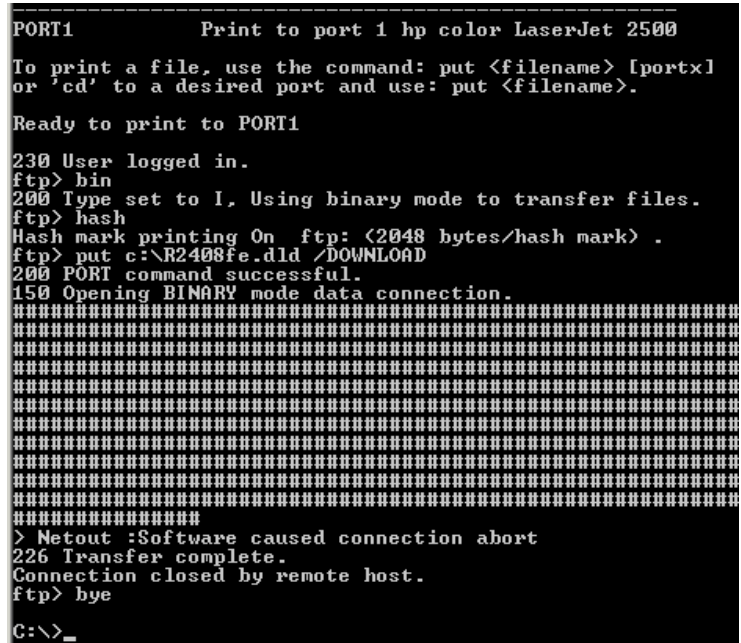 -----------------------------------------------------
PORT1 Print to port 1 hp color LaserJet 2500
To print a file, use the command: put <filename> [portx]
or 'cd' to a desired port and use: put <filename>.
Ready to print to PORT1
230 User logged in.
ftp> bin
200 Type set to I, Using binary mode to transfer files.
ftp> hash
Hash mark printing On ftp: (2048 bytes/hash mark) .
ftp> put c:\R2408fe.dld /DOWNLOAD
200 PORT command successful.
150 Opening BINARY mode data connection.
##########################################################
##########################################################
##########################################################
##########################################################
##########################################################
##########################################################
##########################################################
##########################################################
##########################################################
##########################################################
##########################################################
###############
> Netout :Software caused connection abort
226 Transfer complete.
Connection closed by remote host.
ftp> bye
C:\>_